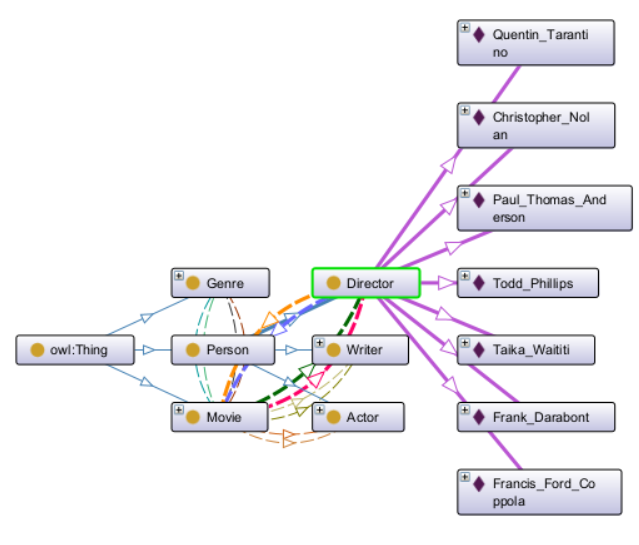 Quentin_Taranti
no
Christopher_Nol
an
Paul_Thomas_And
erson
Genre
Director
Todd_Phillips
owl:Thing
Person
Writer
Taika_Waititi
Movie
Actor
Frank_Darabont
Francis_Ford_Co
ppola